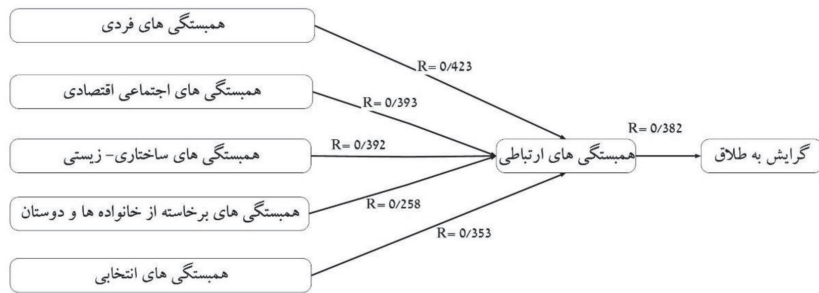 همبستگی های فردی
R= 0/423
همبستگی های اجتماعی اقتصادی
R= 0/393
همبستگی های ساختاری- زیستی
R= 0/392
همبستگی های ارتباطی
R= 0/382
گرایش به طلاق
همبستگی های برخاسته از خانواده ها و دوستان
R= 0/258
R= 0/353
همبستگی های انتخابی